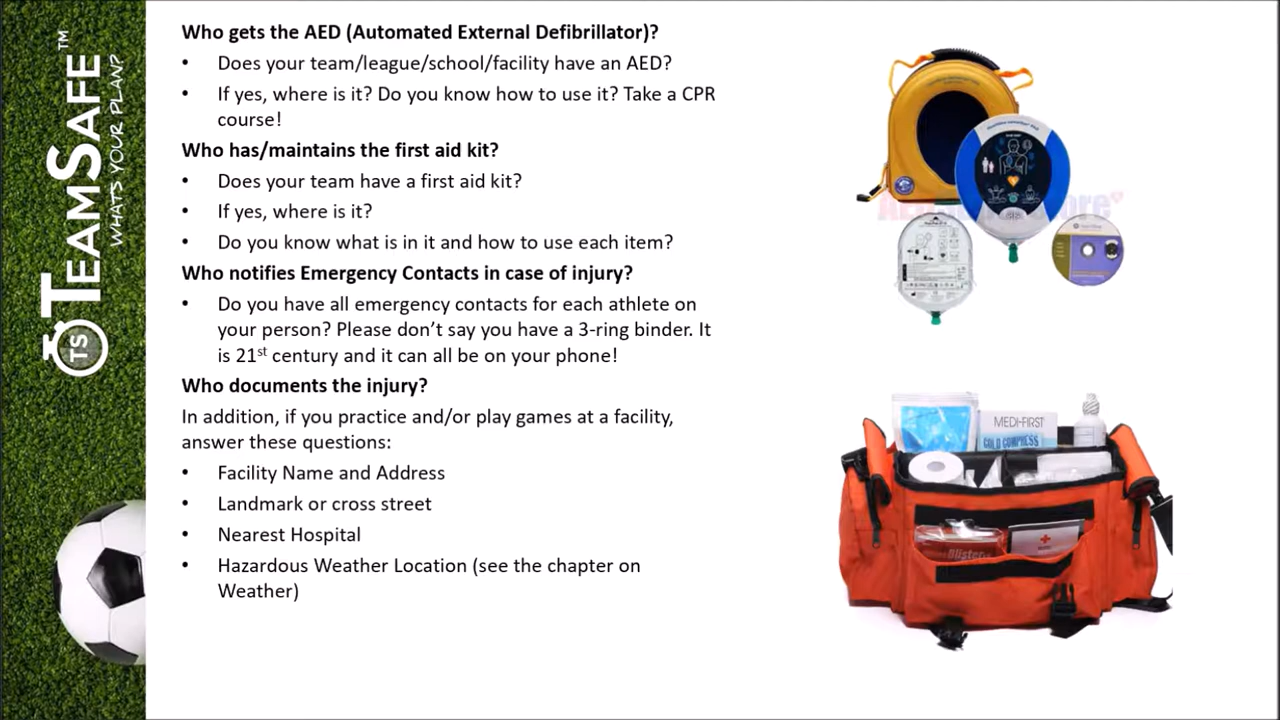 TEAMSAFE™
WHATS YOUR PLAN?
TS
Who gets the AED (Automated External Defibrillator)?
• Does your team/league/school/facility have an AED?
• If yes, where is it? Do you know how to use it? Take a CPR
course!
Who has/maintains the first aid kit?
• Does your team have a first aid kit?
• If yes, where is it?
• Do you know what is in it and how to use each item?
Who notifies Emergency Contacts in case of injury?
• Do you have all emergency contacts for each athlete on
your person? Please don’t say you have a 3-ring binder. It
is 21st century and it can all be on your phone!
Who documents the injury?
In addition, if you practice and/or play games at a facility,
answer these questions:
• Facility Name and Address
• Landmark or cross street
• Nearest Hospital
• Hazardous Weather Location (see the chapter on
Weather)
MEDI-FIRST
COLD COMPRESS
Blister